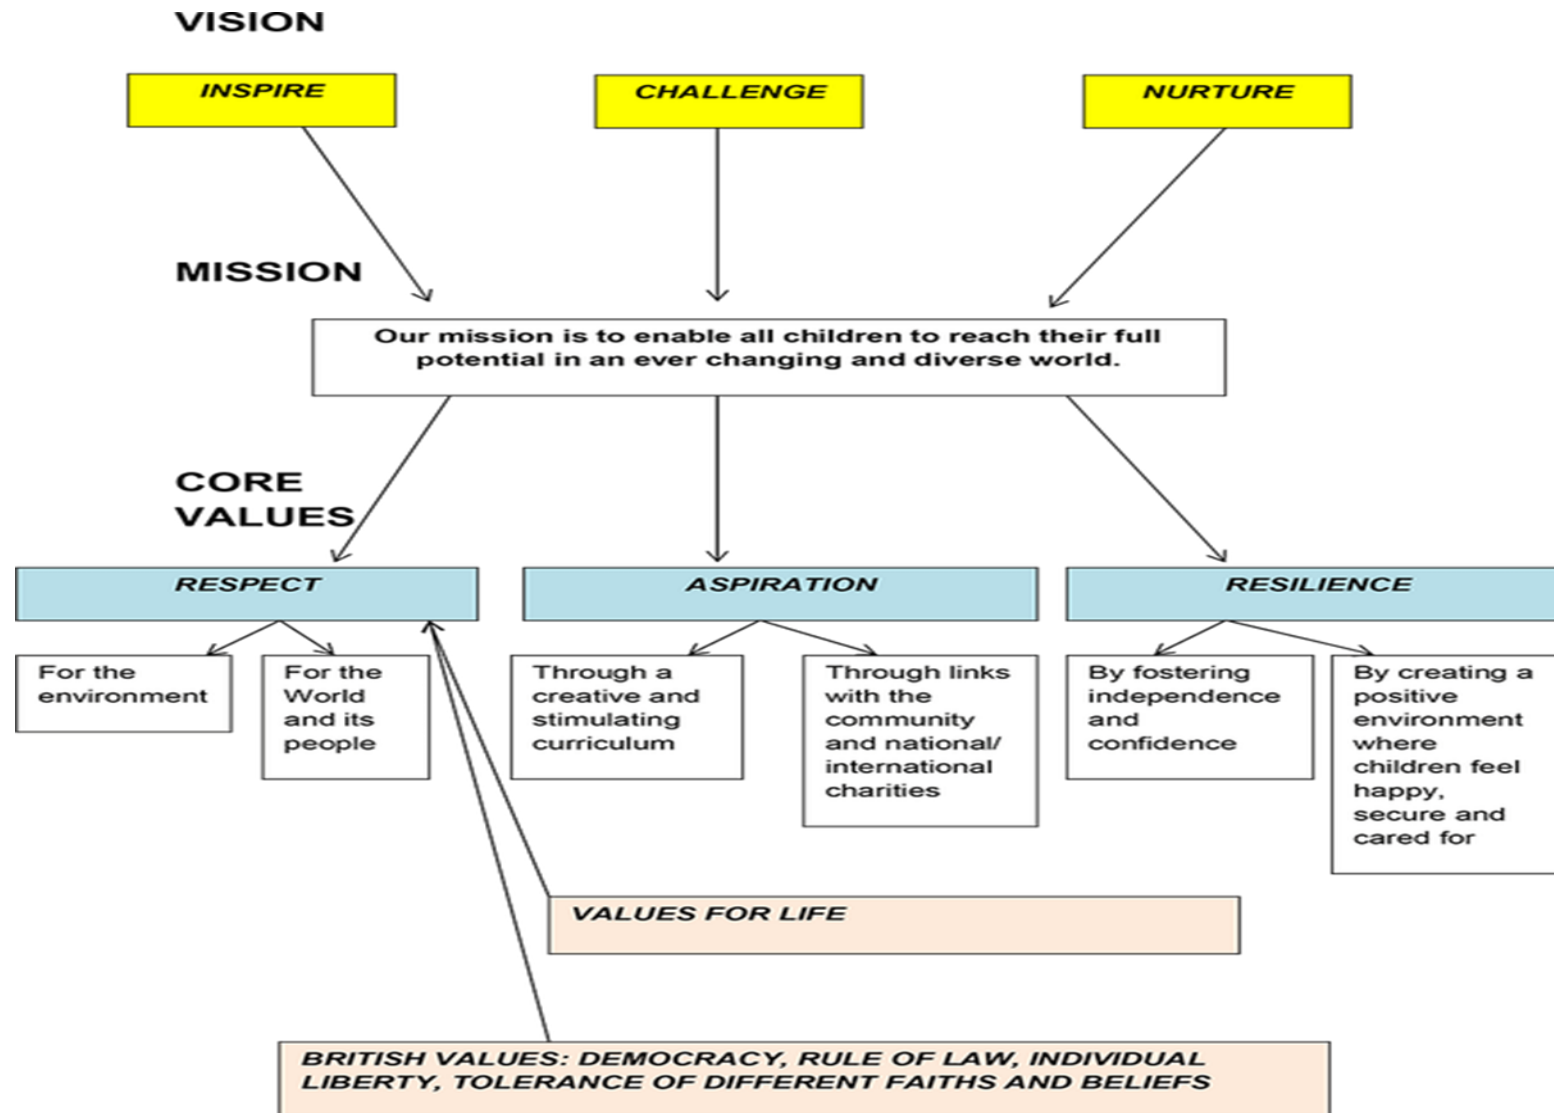 VISION
INSPIRE
CHALLENGE
NURTURE
MISSION
Our mission is to enable all children to reach their full
potential in an ever changing and diverse world.
CORE
VALUES
RESPECT
ASPIRATION
RESILIENCE
For the
environment
For the
World
and its
people
Through a
creative and
stimulating
curriculum
Through links
with the
community
and national/
international
charities
By fostering
independence
and
confidence
By creating a
positive
environment
where
children feel
happy,
secure and
cared for
VALUES FOR LIFE
BRITISH VALUES: DEMOCRACY, RULE OF LAW, INDIVIDUAL
LIBERTY, TOLERANCE OF DIFFERENT FAITHS AND BELIEFS